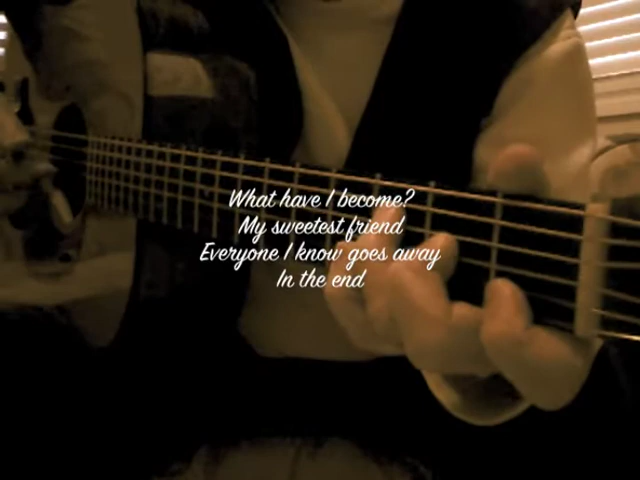 What have I become?
My sweetest friend
Everyone I know goes away
In the end